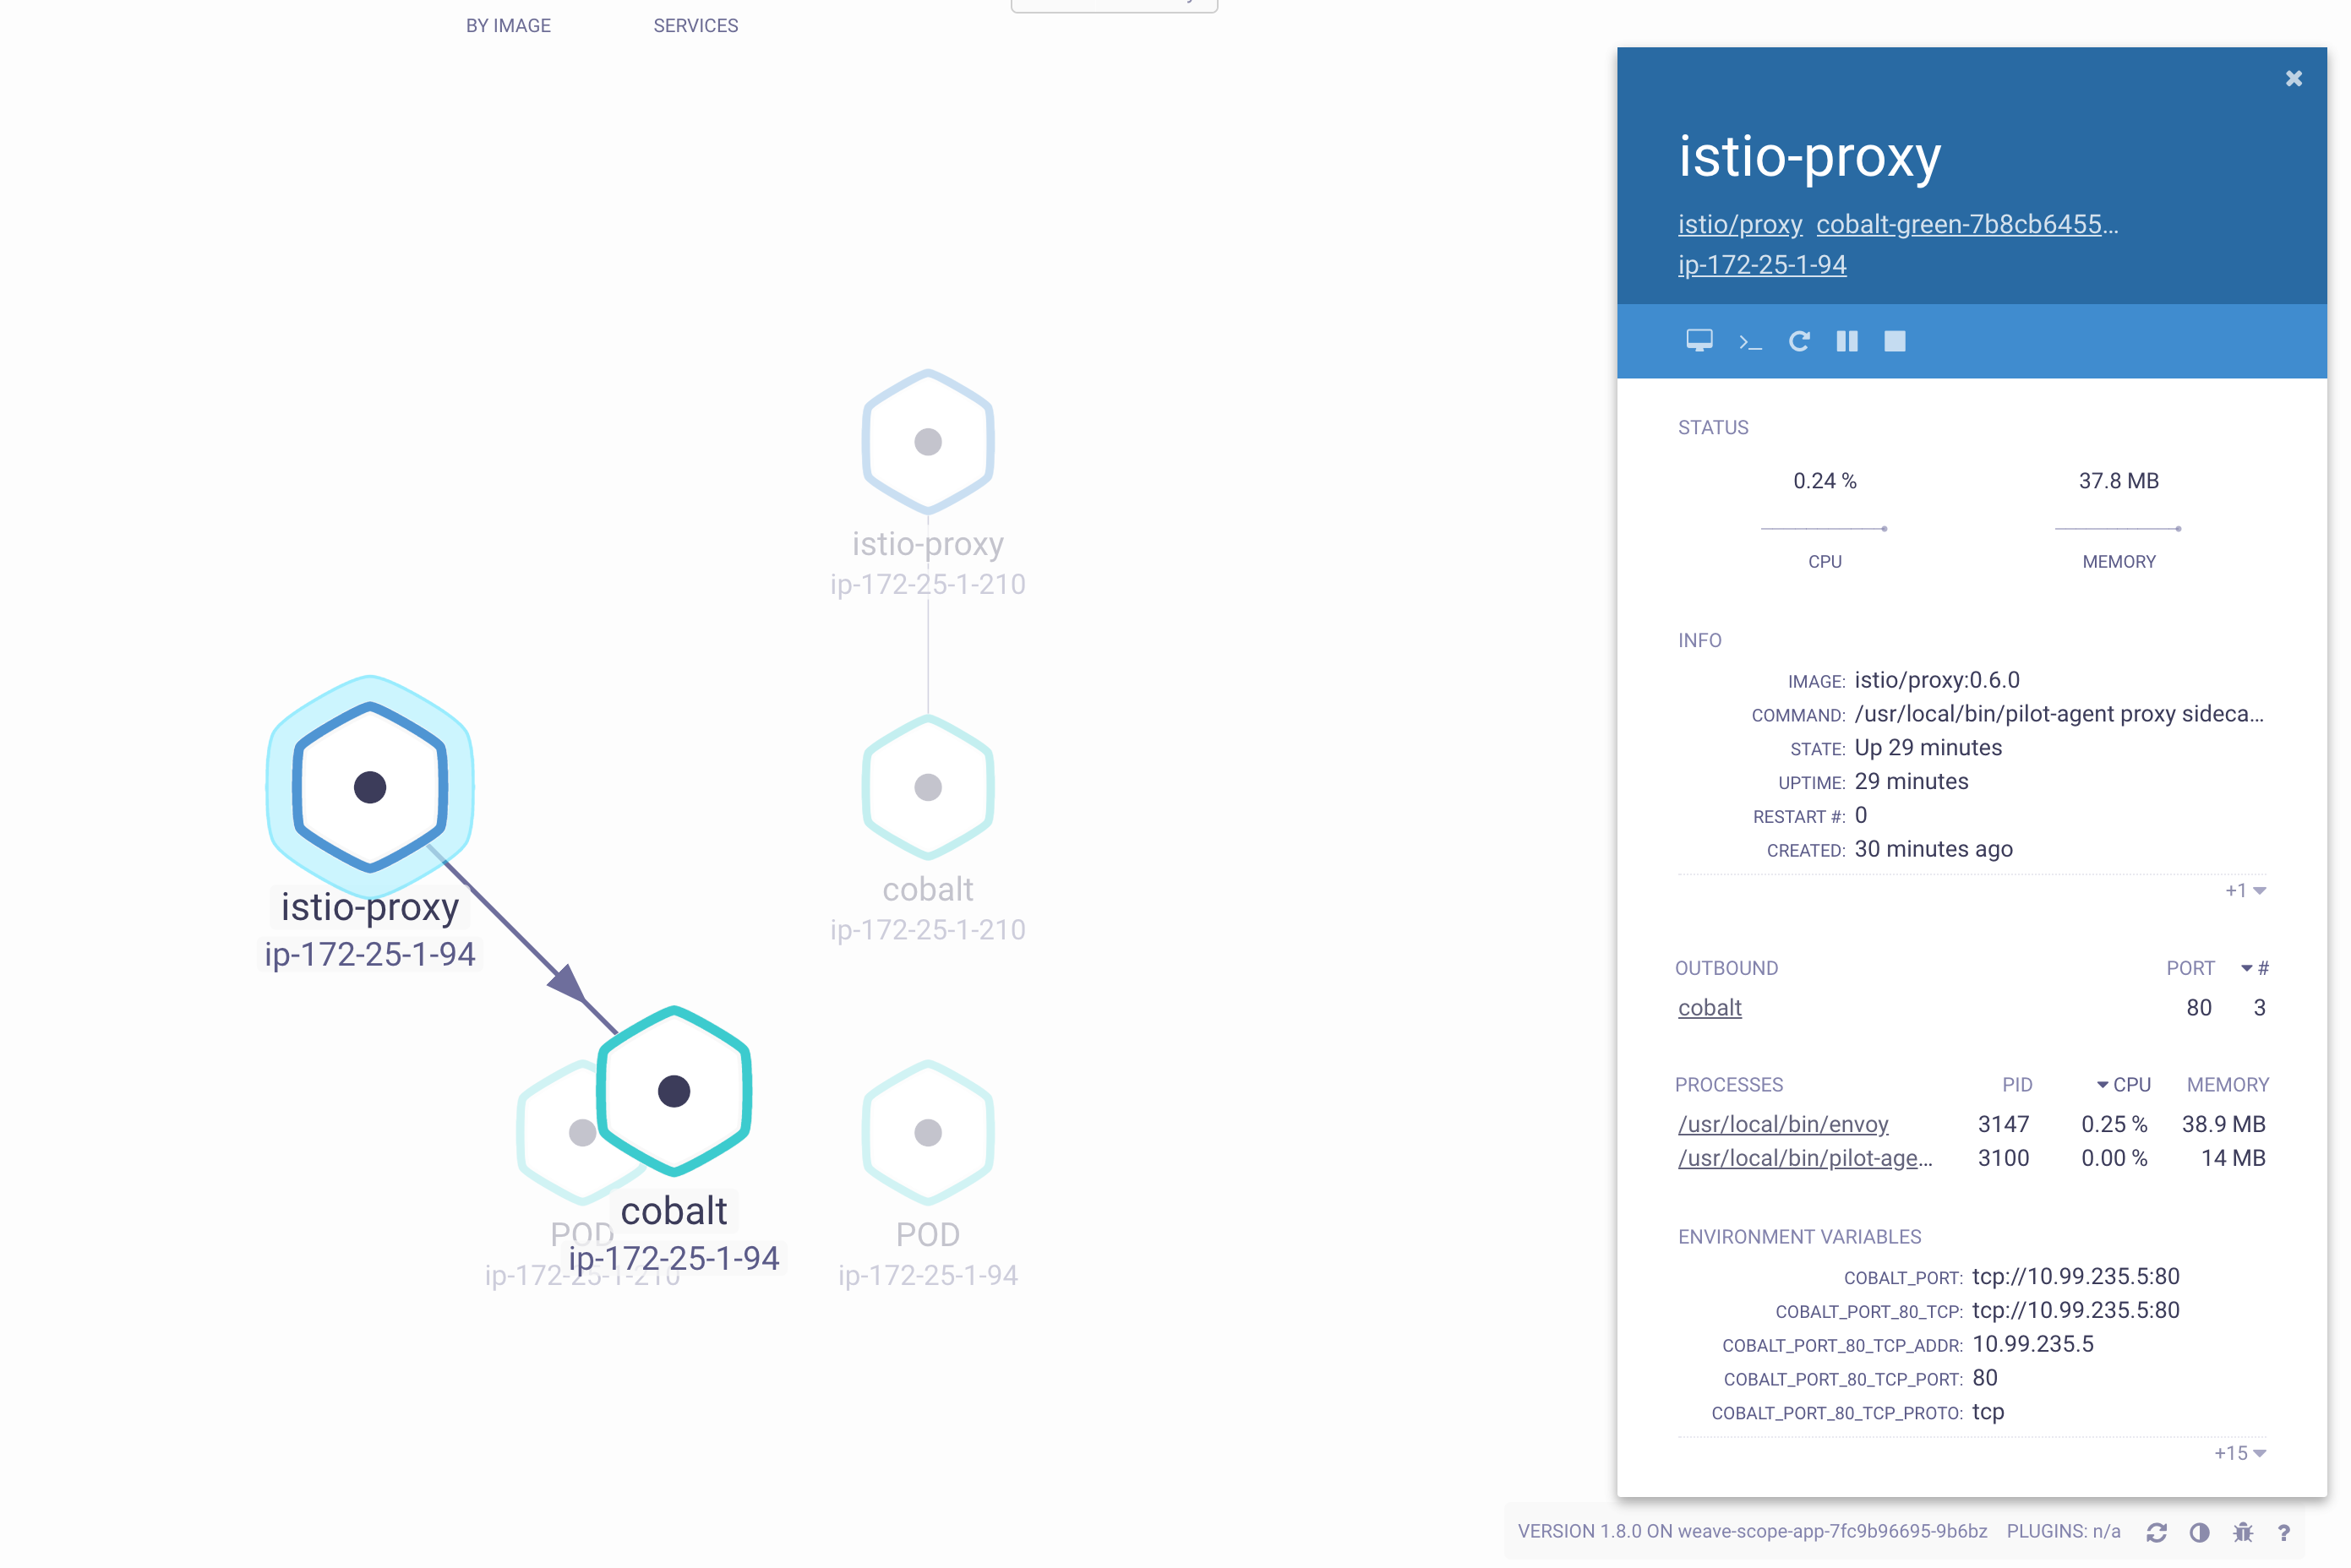 BY IMAGE SERVICES
istio-proxy
istio/proxy cobalt-green-7b8cb6455...
ip-172-25-1-94
STATUS
0.24 % 37.8 MB
CPU MEMORY
INFO
IMAGE: istio/proxy:0.6.0
COMMAND: /usr/local/bin/pilot-agent proxy sideca...
STATE: Up 29 minutes
UPTIME: 29 minutes
RESTART #: 0
CREATED: 30 minutes ago
+1
OUTBOUND PORT #
cobalt 80 3
PROCESSES PID CPU MEMORY
/usr/local/bin/envoy 3147 0.25 % 38.9 MB
/usr/local/bin/pilot-age... 3100 0.00 % 14 MB
ENVIRONMENT VARIABLES
COBALT_PORT: tcp://10.99.235.5:80
COBALT_PORT_80_TCP: tcp://10.99.235.5:80
COBALT_PORT_80_TCP_ADDR: 10.99.235.5
COBALT_PORT_80_TCP_PORT: 80
COBALT_PORT_80_TCP_PROTO: tcp
+15
istio-proxy
ip-172-25-1-210
cobalt
ip-172-25-1-210
istio-proxy
ip-172-25-1-94
cobalt
ip-172-25-1-94
POD
ip-172-25-1-210
POD
ip-172-25-1-94
VERSION 1.8.0 ON weave-scope-app-7fc9b96695-9b6bz PLUGINS: n/a ?